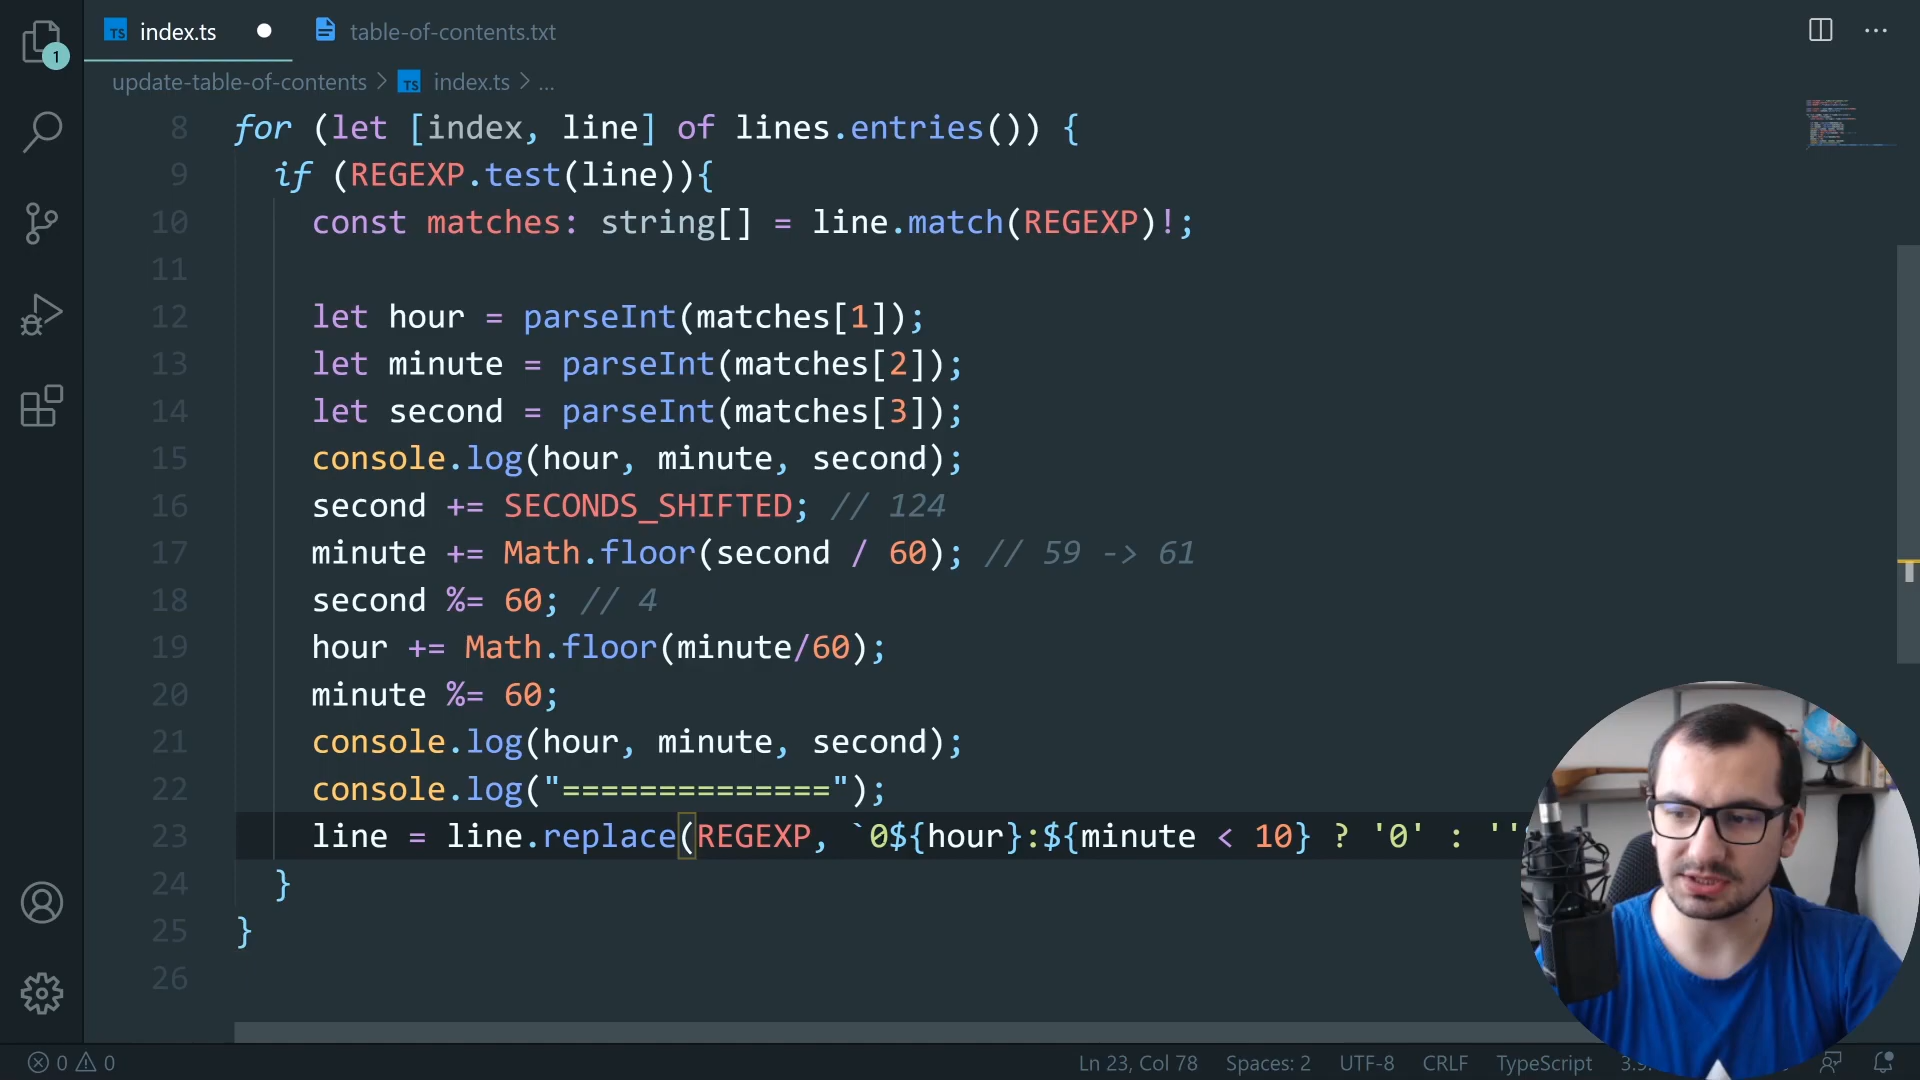 TS index.ts
table-of-contents.txt
1
update-table-of-contents > TS index.ts > ...
8 for (let [index, line] of lines.entries()) {
9 if (REGEXP.test(line)){
10 const matches: string[] = line.match(REGEXP)!;
11
12 let hour = parseInt(matches[1]);
13 let minute = parseInt(matches[2]);
14 let second = parseInt(matches[3]);
15 console.log(hour, minute, second);
16 second += SECONDS_SHIFTED; // 124
17 minute += Math.floor(second / 60); // 59 -> 61
18 second %= 60; // 4
19 hour += Math.floor(minute/60);
20 minute %= 60;
21 console.log(hour, minute, second);
22 console.log("==============");
23 line = line.replace(REGEXP, `0${hour}:${minute < 10} ? '0' : ''
24 }
25 }
26
0 0 Ln 23, Col 78 Spaces: 2 UTF-8 CRLF TypeScript